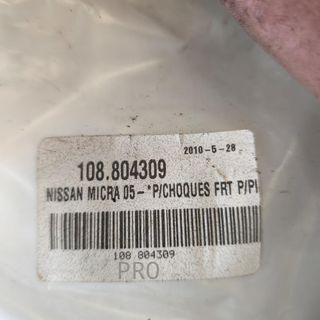 2010-5-28
108.804309
NISSAN MICRA 05-*P/CHOQUES FRT P/PI
108 804309
PRO